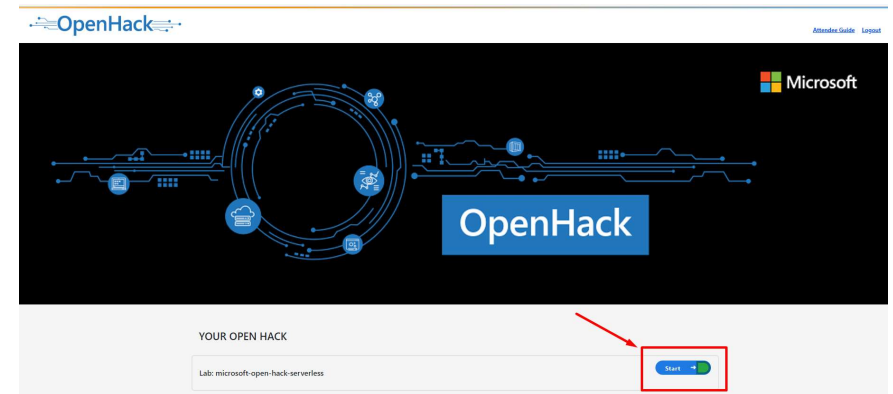 OpenHack
Attendee Guide Logout
Microsoft
OpenHack
YOUR OPEN HACK
Lab: microsoft-open-hack-serverless
Start